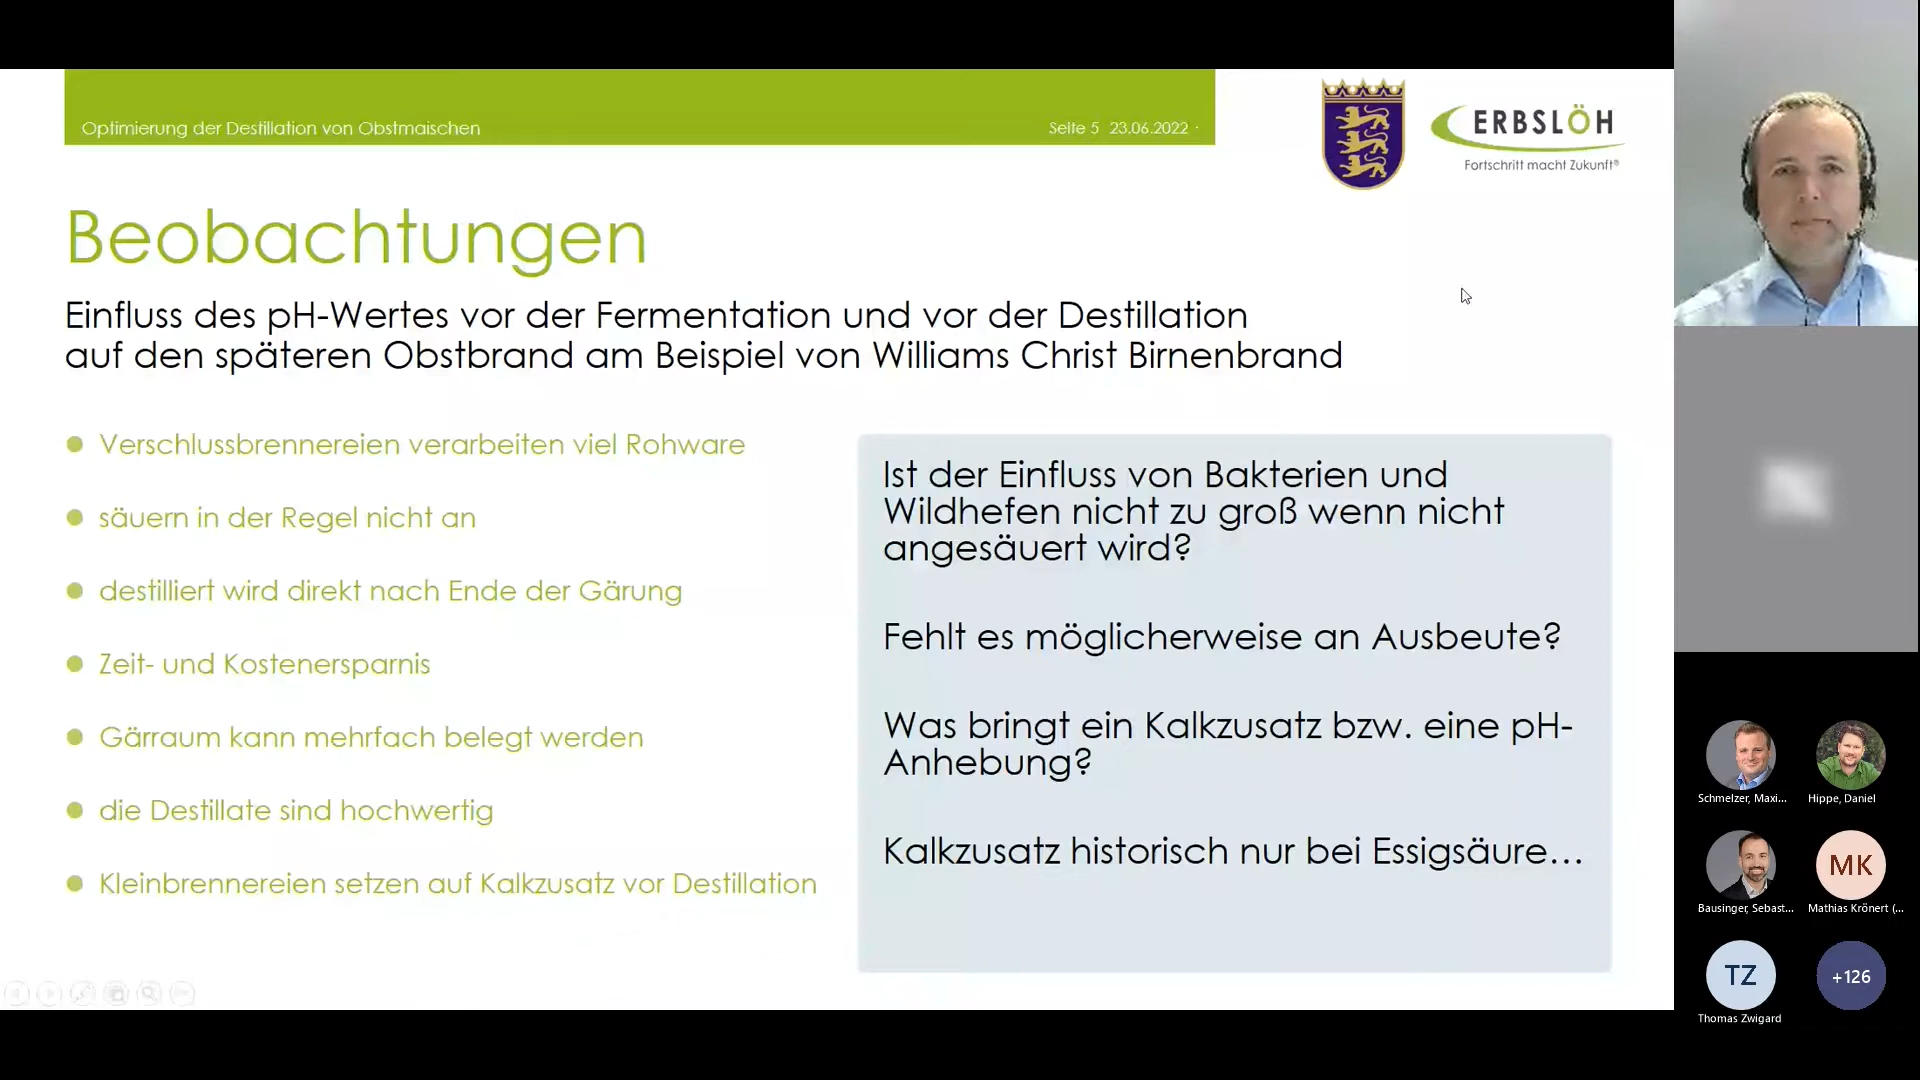 Optimierung der Destillation von Obstmaischen
Seite 5 23.06.2022 ·
ERBSLÖH
Fortschritt macht Zukunft®
Beobachtungen
Einfluss des pH-Wertes vor der Fermentation und vor der Destillation
auf den späteren Obstbrand am Beispiel von Williams Christ Birnenbrand
Verschlussbrennereien verarbeiten viel Rohware
säuern in der Regel nicht an
destilliert wird direkt nach Ende der Gärung
Zeit- und Kostenersparnis
Gärraum kann mehrfach belegt werden
die Destillate sind hochwertig
Kleinbrennereien setzen auf Kalkzusatz vor Destillation
Ist der Einfluss von Bakterien und
Wildhefen nicht zu groß wenn nicht
angesäuert wird?
Fehlt es möglicherweise an Ausbeute?
Was bringt ein Kalkzusatz bzw. eine pH-
Anhebung?
Kalkzusatz historisch nur bei Essigsäure...
Schmelzer, Maxi...
Hippe, Daniel
Bausinger, Sebast...
MK
Mathias Krönert (...
TZ
Thomas Zwigard
+126